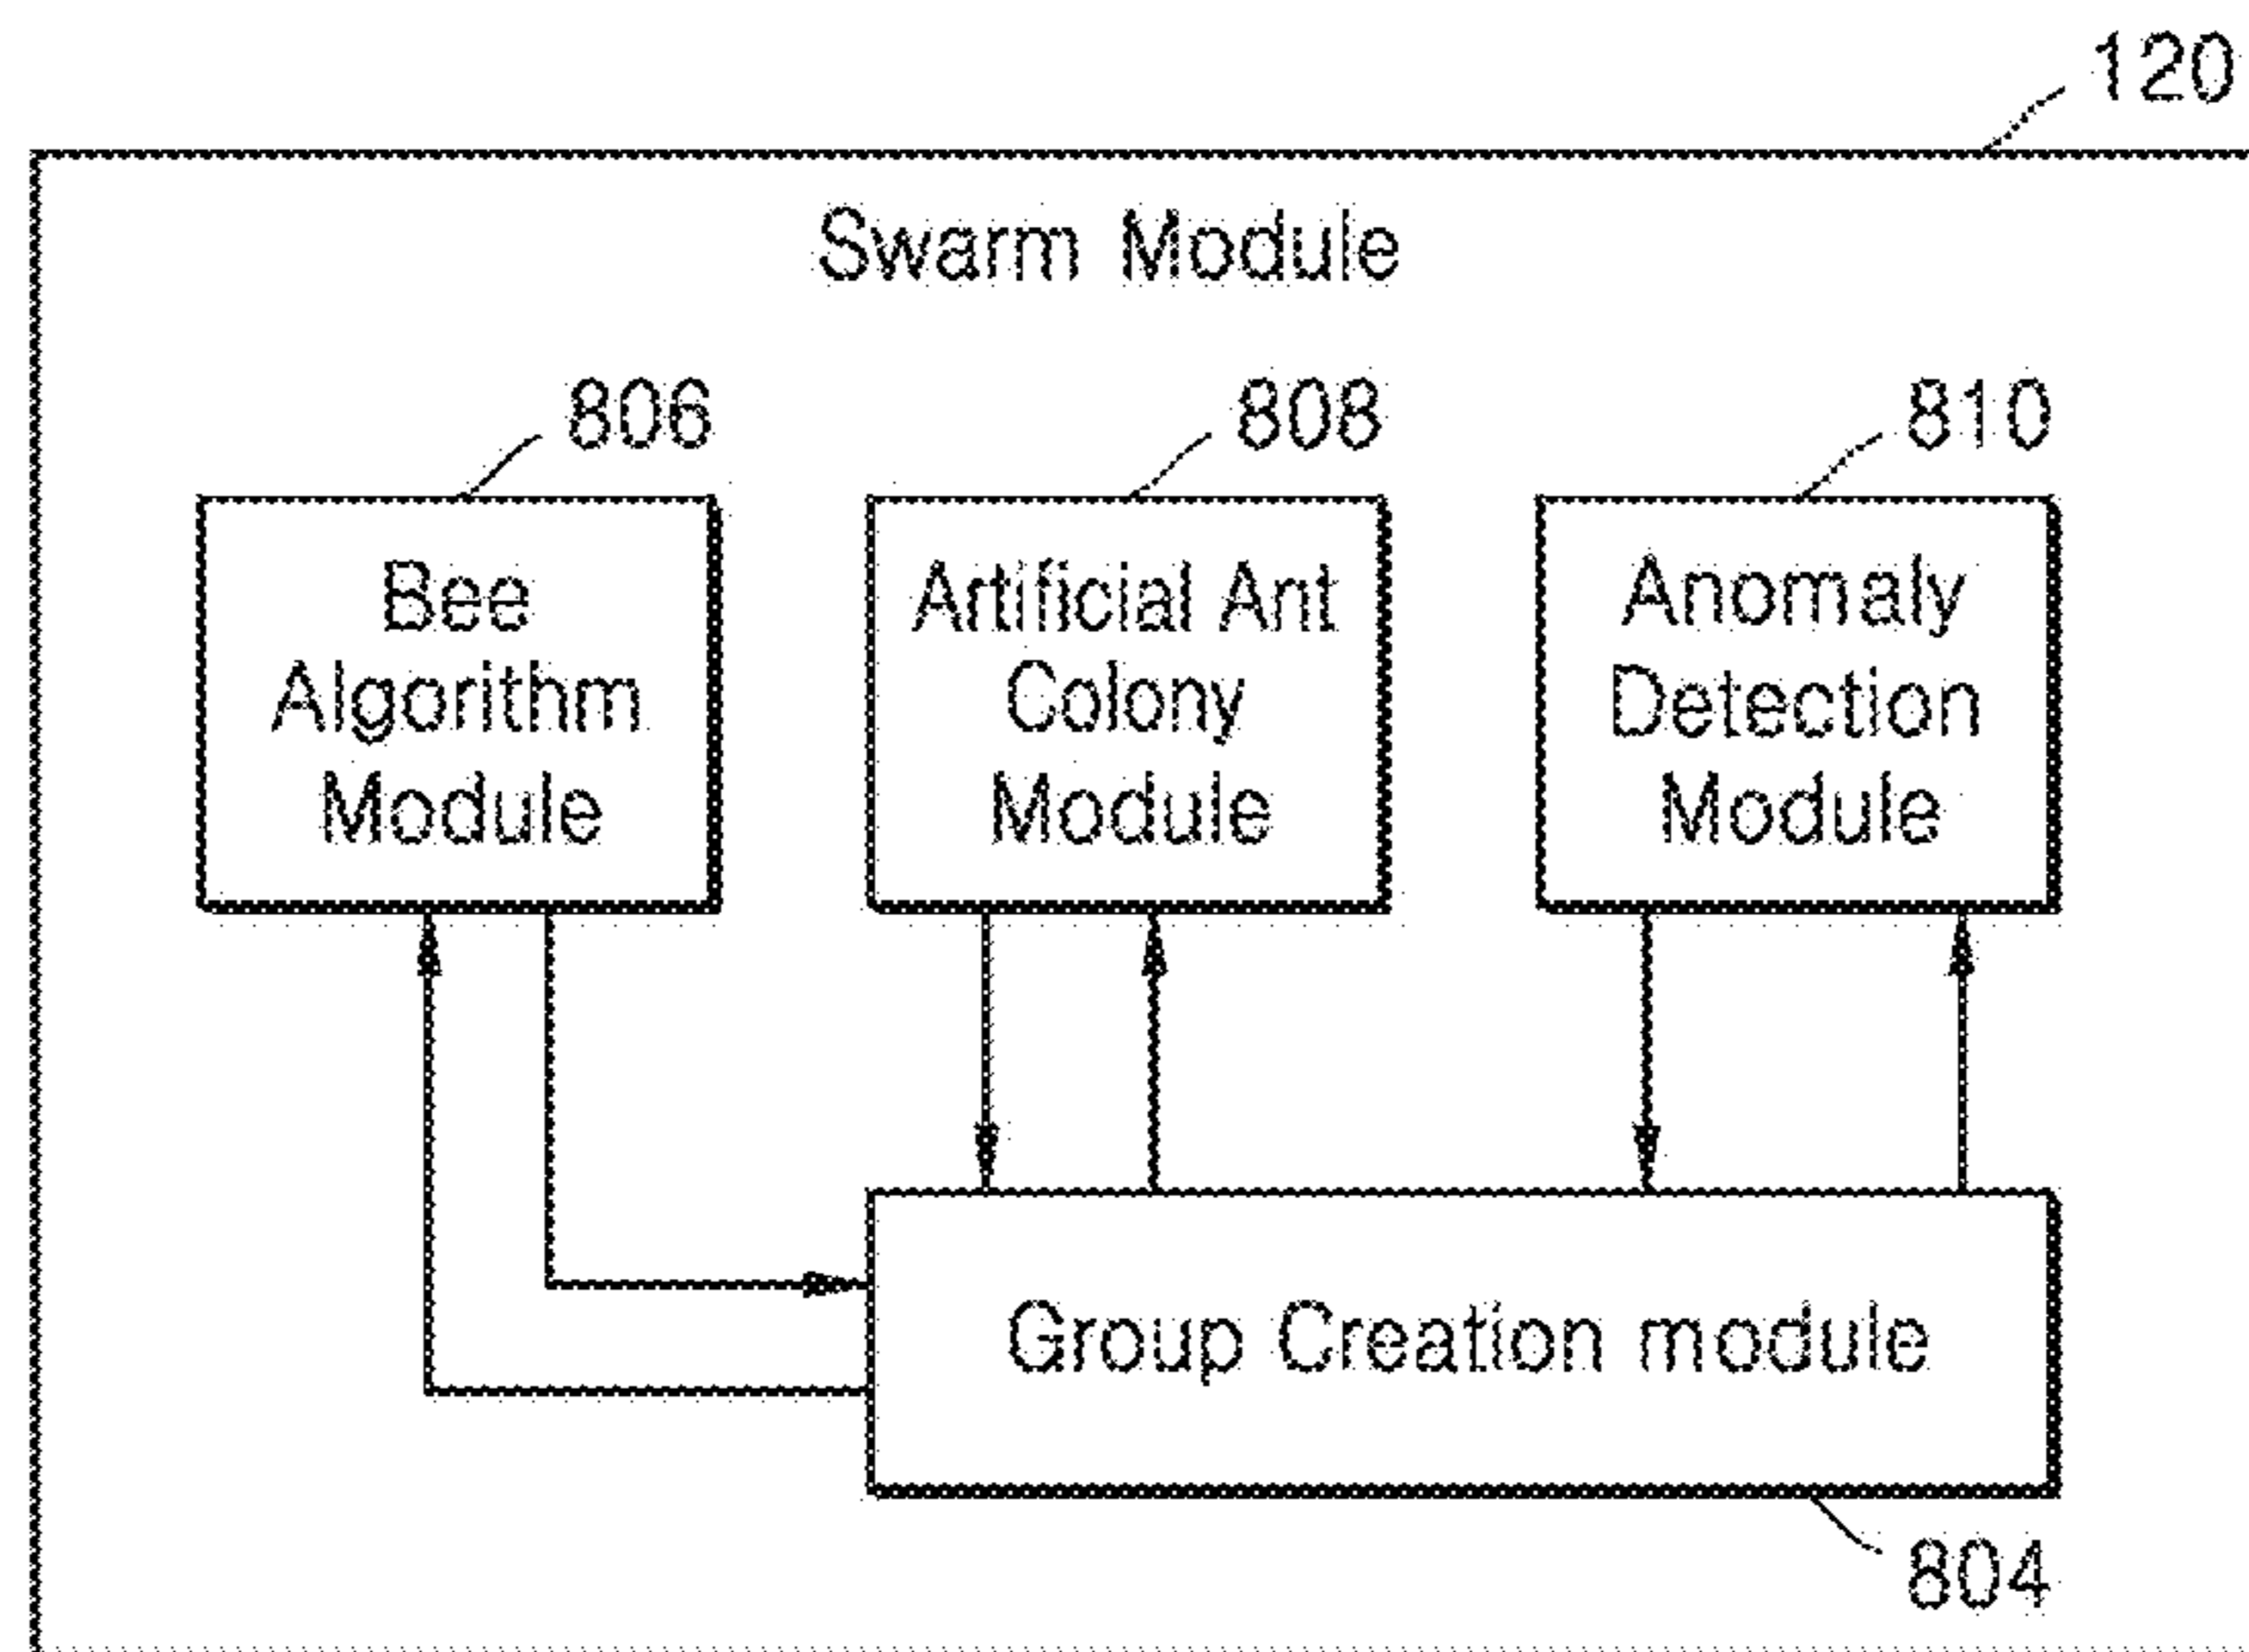 120
Swarm Module
806
808
810
Bee
Algorithm
Module
Artificial Ant
Colony
Module
Anomaly
Detection
Module
Group Creation module
804